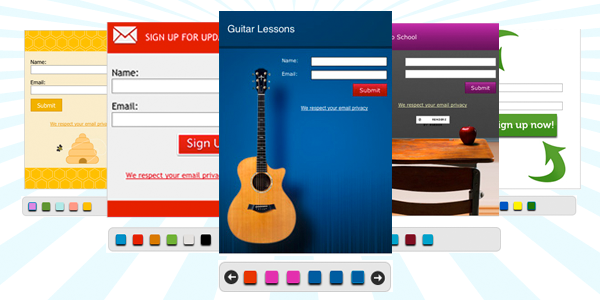 Name:
Email:
Submit
We respect your email privacy
SIGN UP FOR UPD
Name:
Email:
Sign U
We respect your email priva
Guitar Lessons
Name:
Email:
Submit
We respect your email privacy
School
Submit
We respect your email privacy
ign up now!